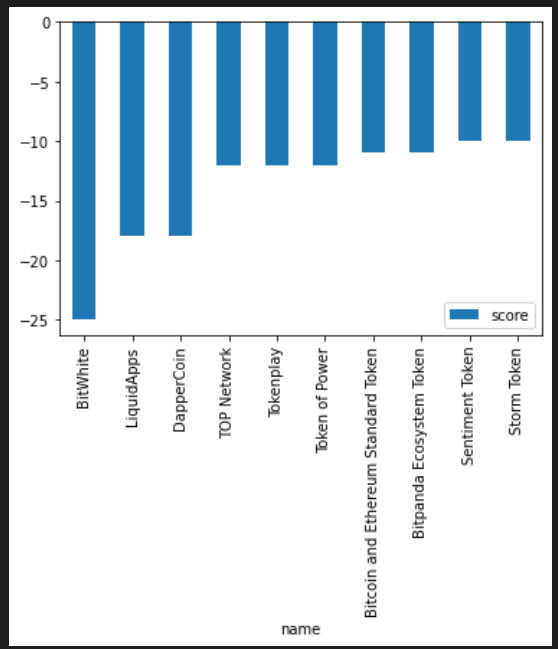 0
−5
−10
−15
−20
−25
score
BitWhite
LiquidApps
DapperCoin
TOP Network
Tokenplay
Token of Power
Bitcoin and Ethereum Standard Token
Bitpanda Ecosystem Token
Sentiment Token
Storm Token
name